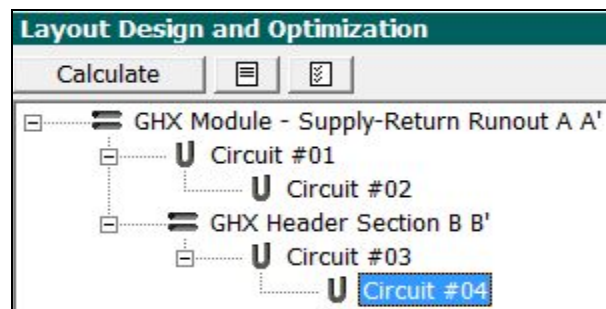 Layout Design and Optimization
Calculate
GHX Module - Supply-Return Runout A A'
Circuit #01
Circuit #02
GHX Header Section B B'
Circuit #03
Circuit #04